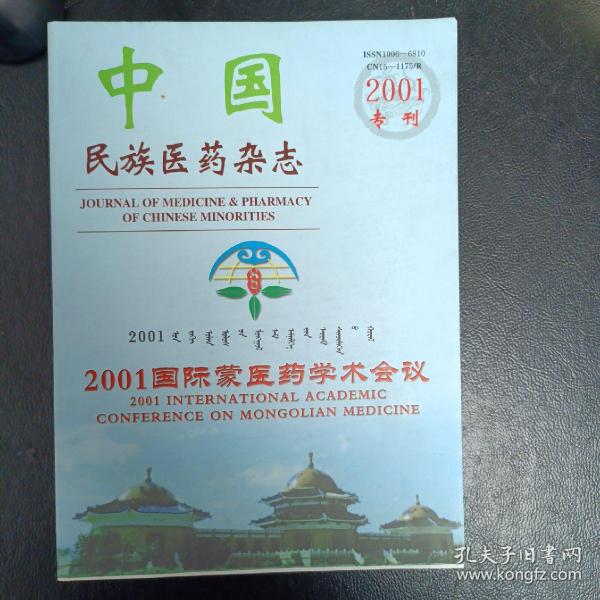 中国
ISSN1006-6810
CN15-1175/R
2001
专刊
民族医药杂志
JOURNAL OF MEDICINE & PHARMACY
OF CHINESE MINORITIES
2001
2001国际蒙医药学术会议
2001 INTERNATIONAL ACADEMIC
CONFERENCE ON MONGOLIAN MEDICINE
孔夫子旧书网
www.kongfz.com